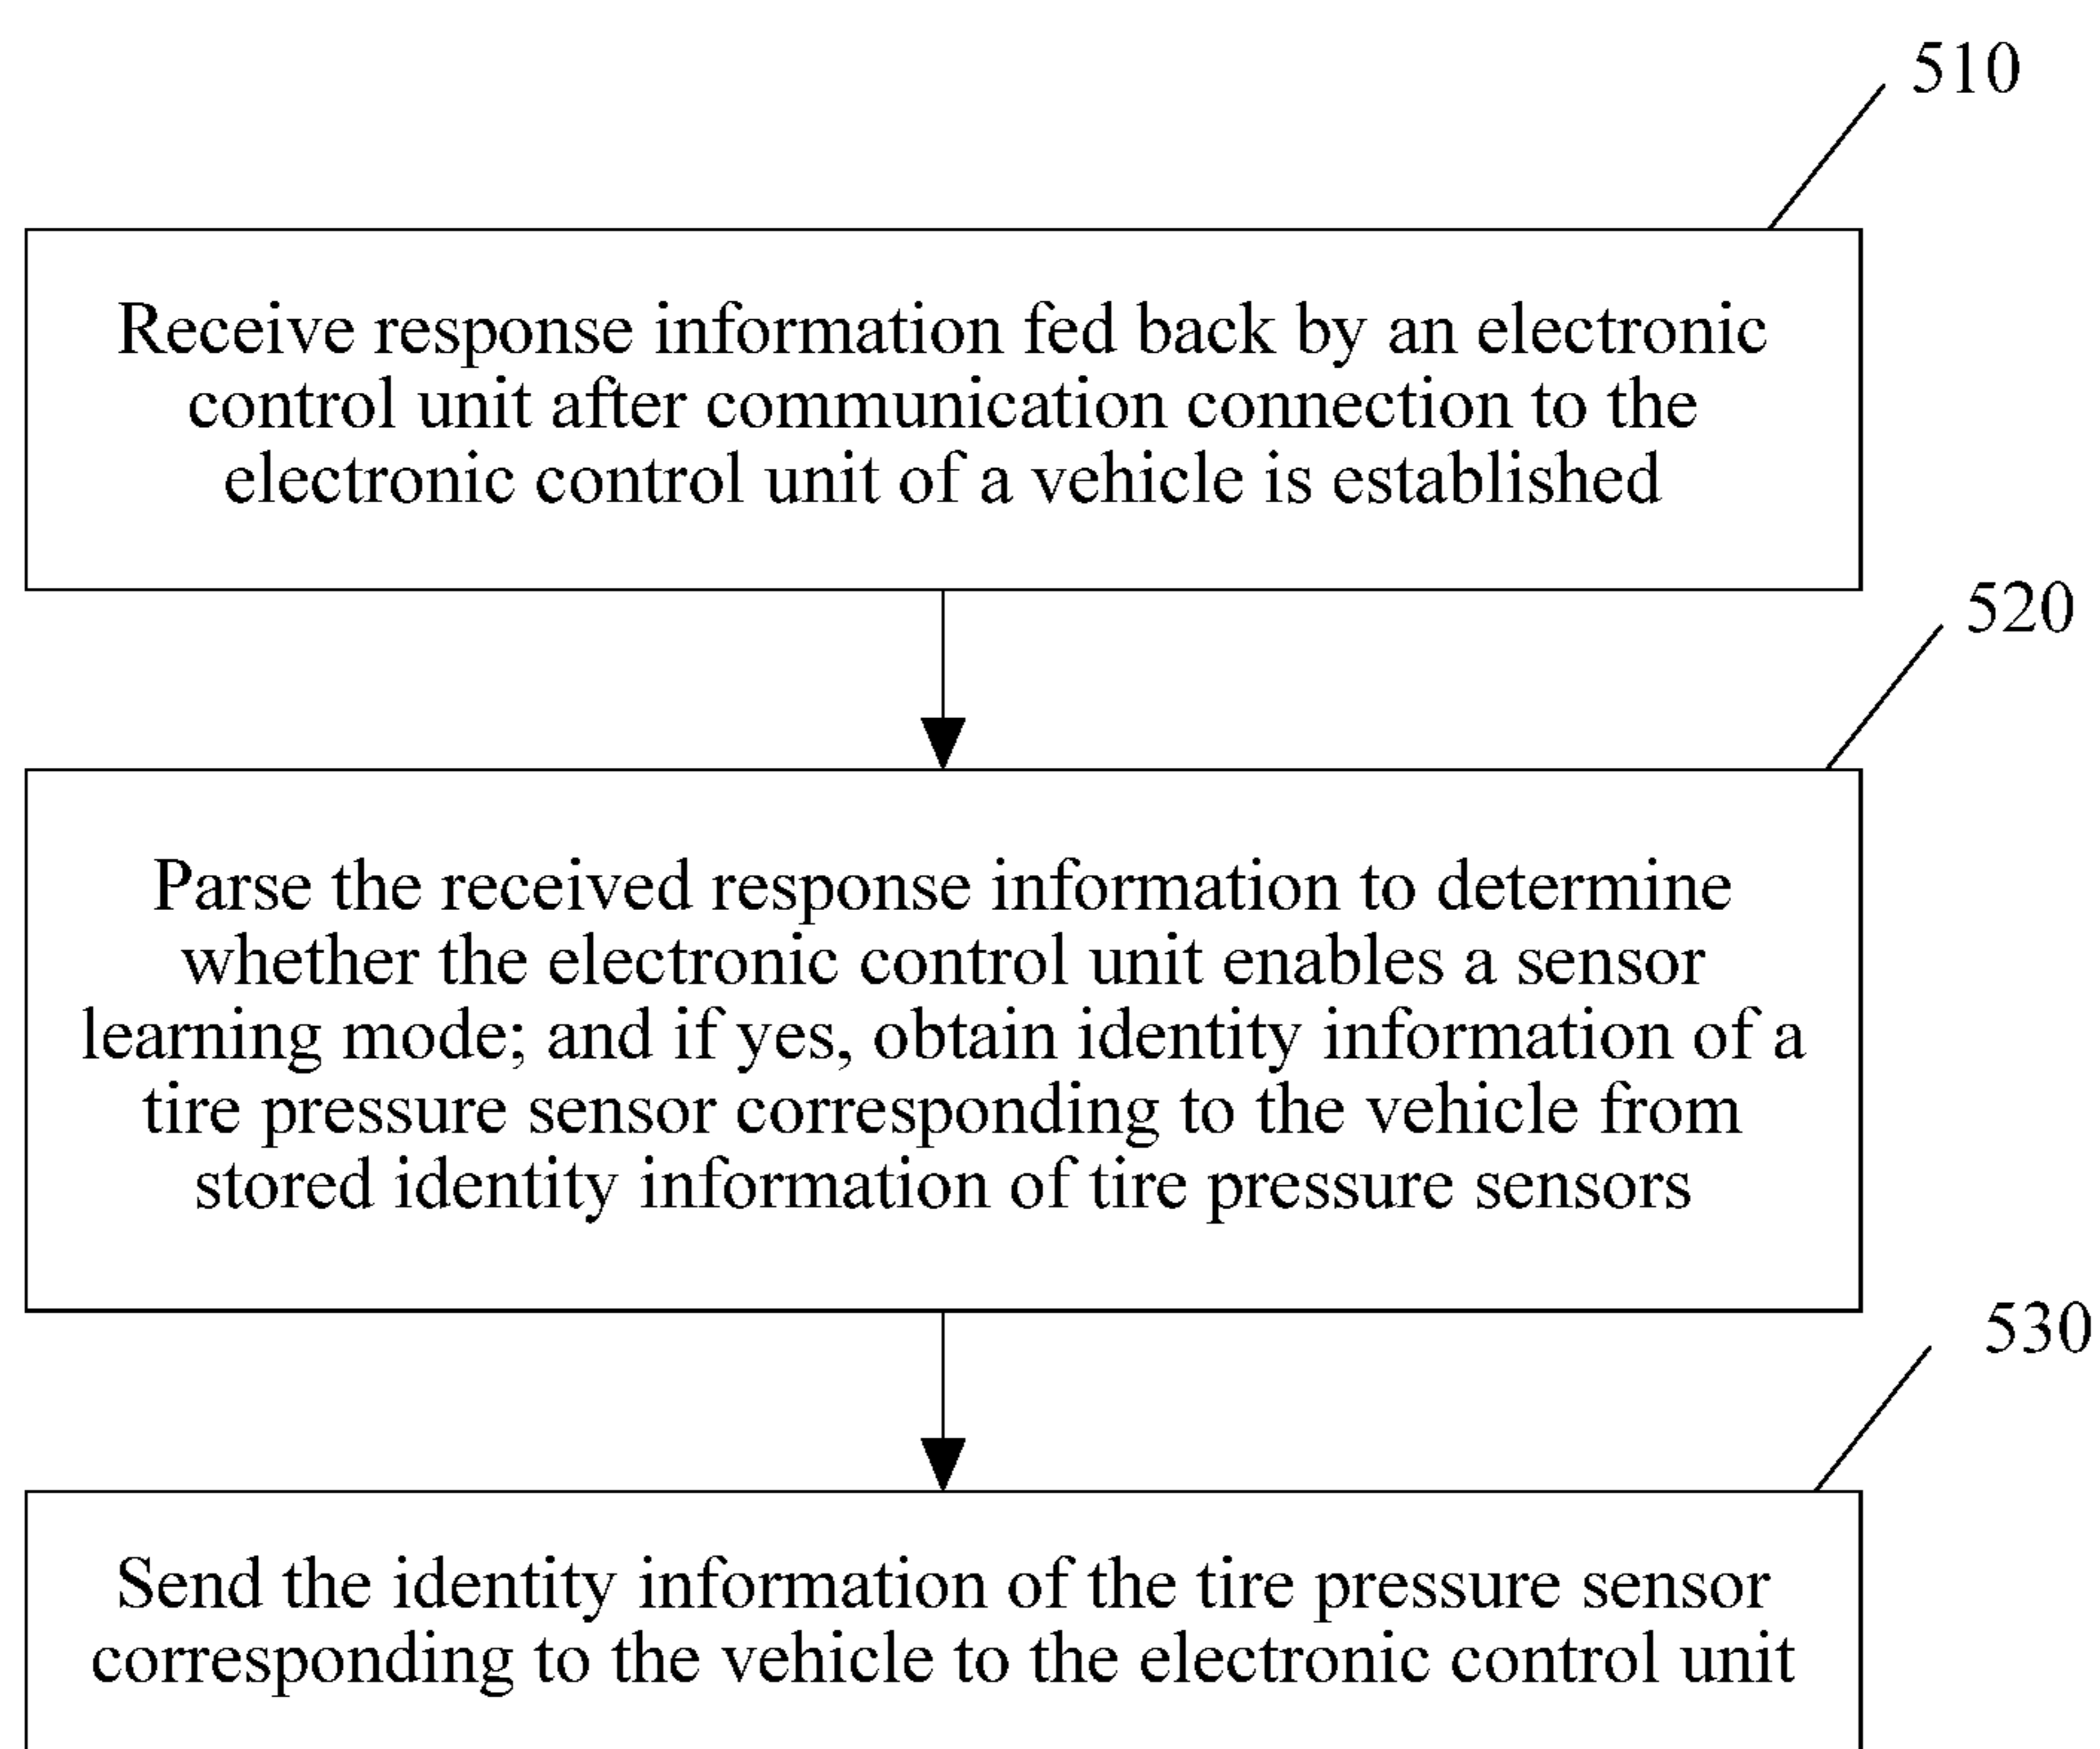 510
Receive response information fed back by an electronic
control unit after communication connection to the
electronic control unit of a vehicle is established
520
Parse the received response information to determine
whether the electronic control unit enables a sensor
learning mode; and if yes, obtain identity information of a
tire pressure sensor corresponding to the vehicle from
stored identity information of tire pressure sensors
530
Send the identity information of the tire pressure sensor
corresponding to the vehicle to the electronic control unit